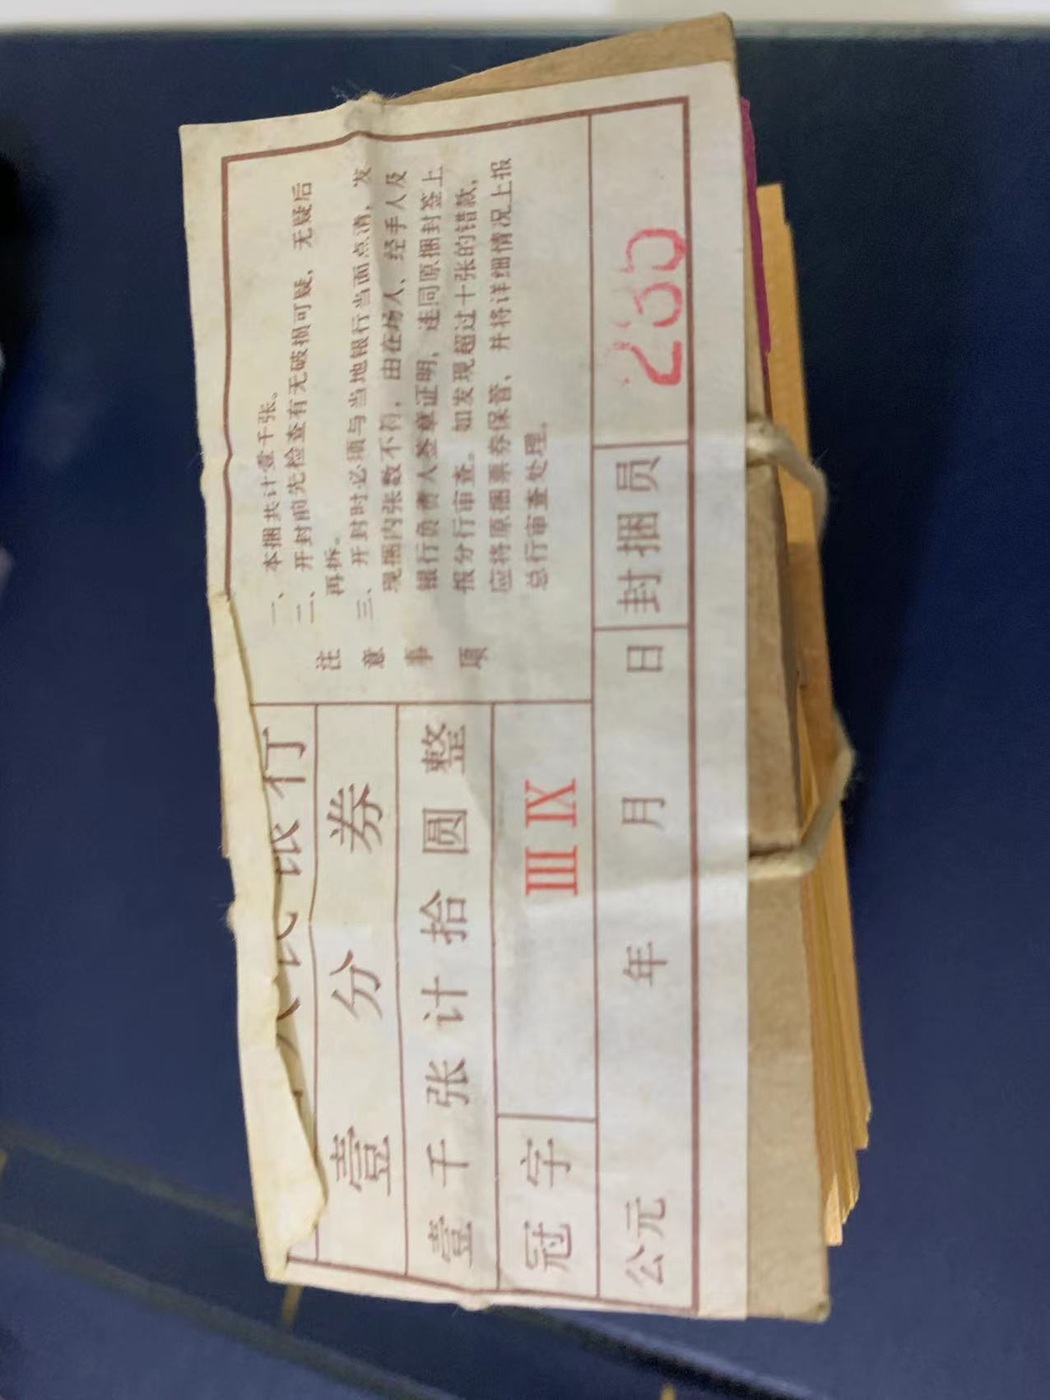 民银行
壹分券
壹千张计拾圆整
冠字 ⅢⅨ
公元 年 月 日 封捆员
注意事项
一、本捆共计壹千张。
二、开封前先检查有无破损可疑，无疑后
再拆。
三、开封时必须与当地银行当面点清，发
现捆内张数不符，由在场人、经手人及
银行负责人签章证明，连同原捆封签上
报分行审查。如发现超过十张的错款，
应将原捆票券保管，并将详细情况上报
总行审查处理。